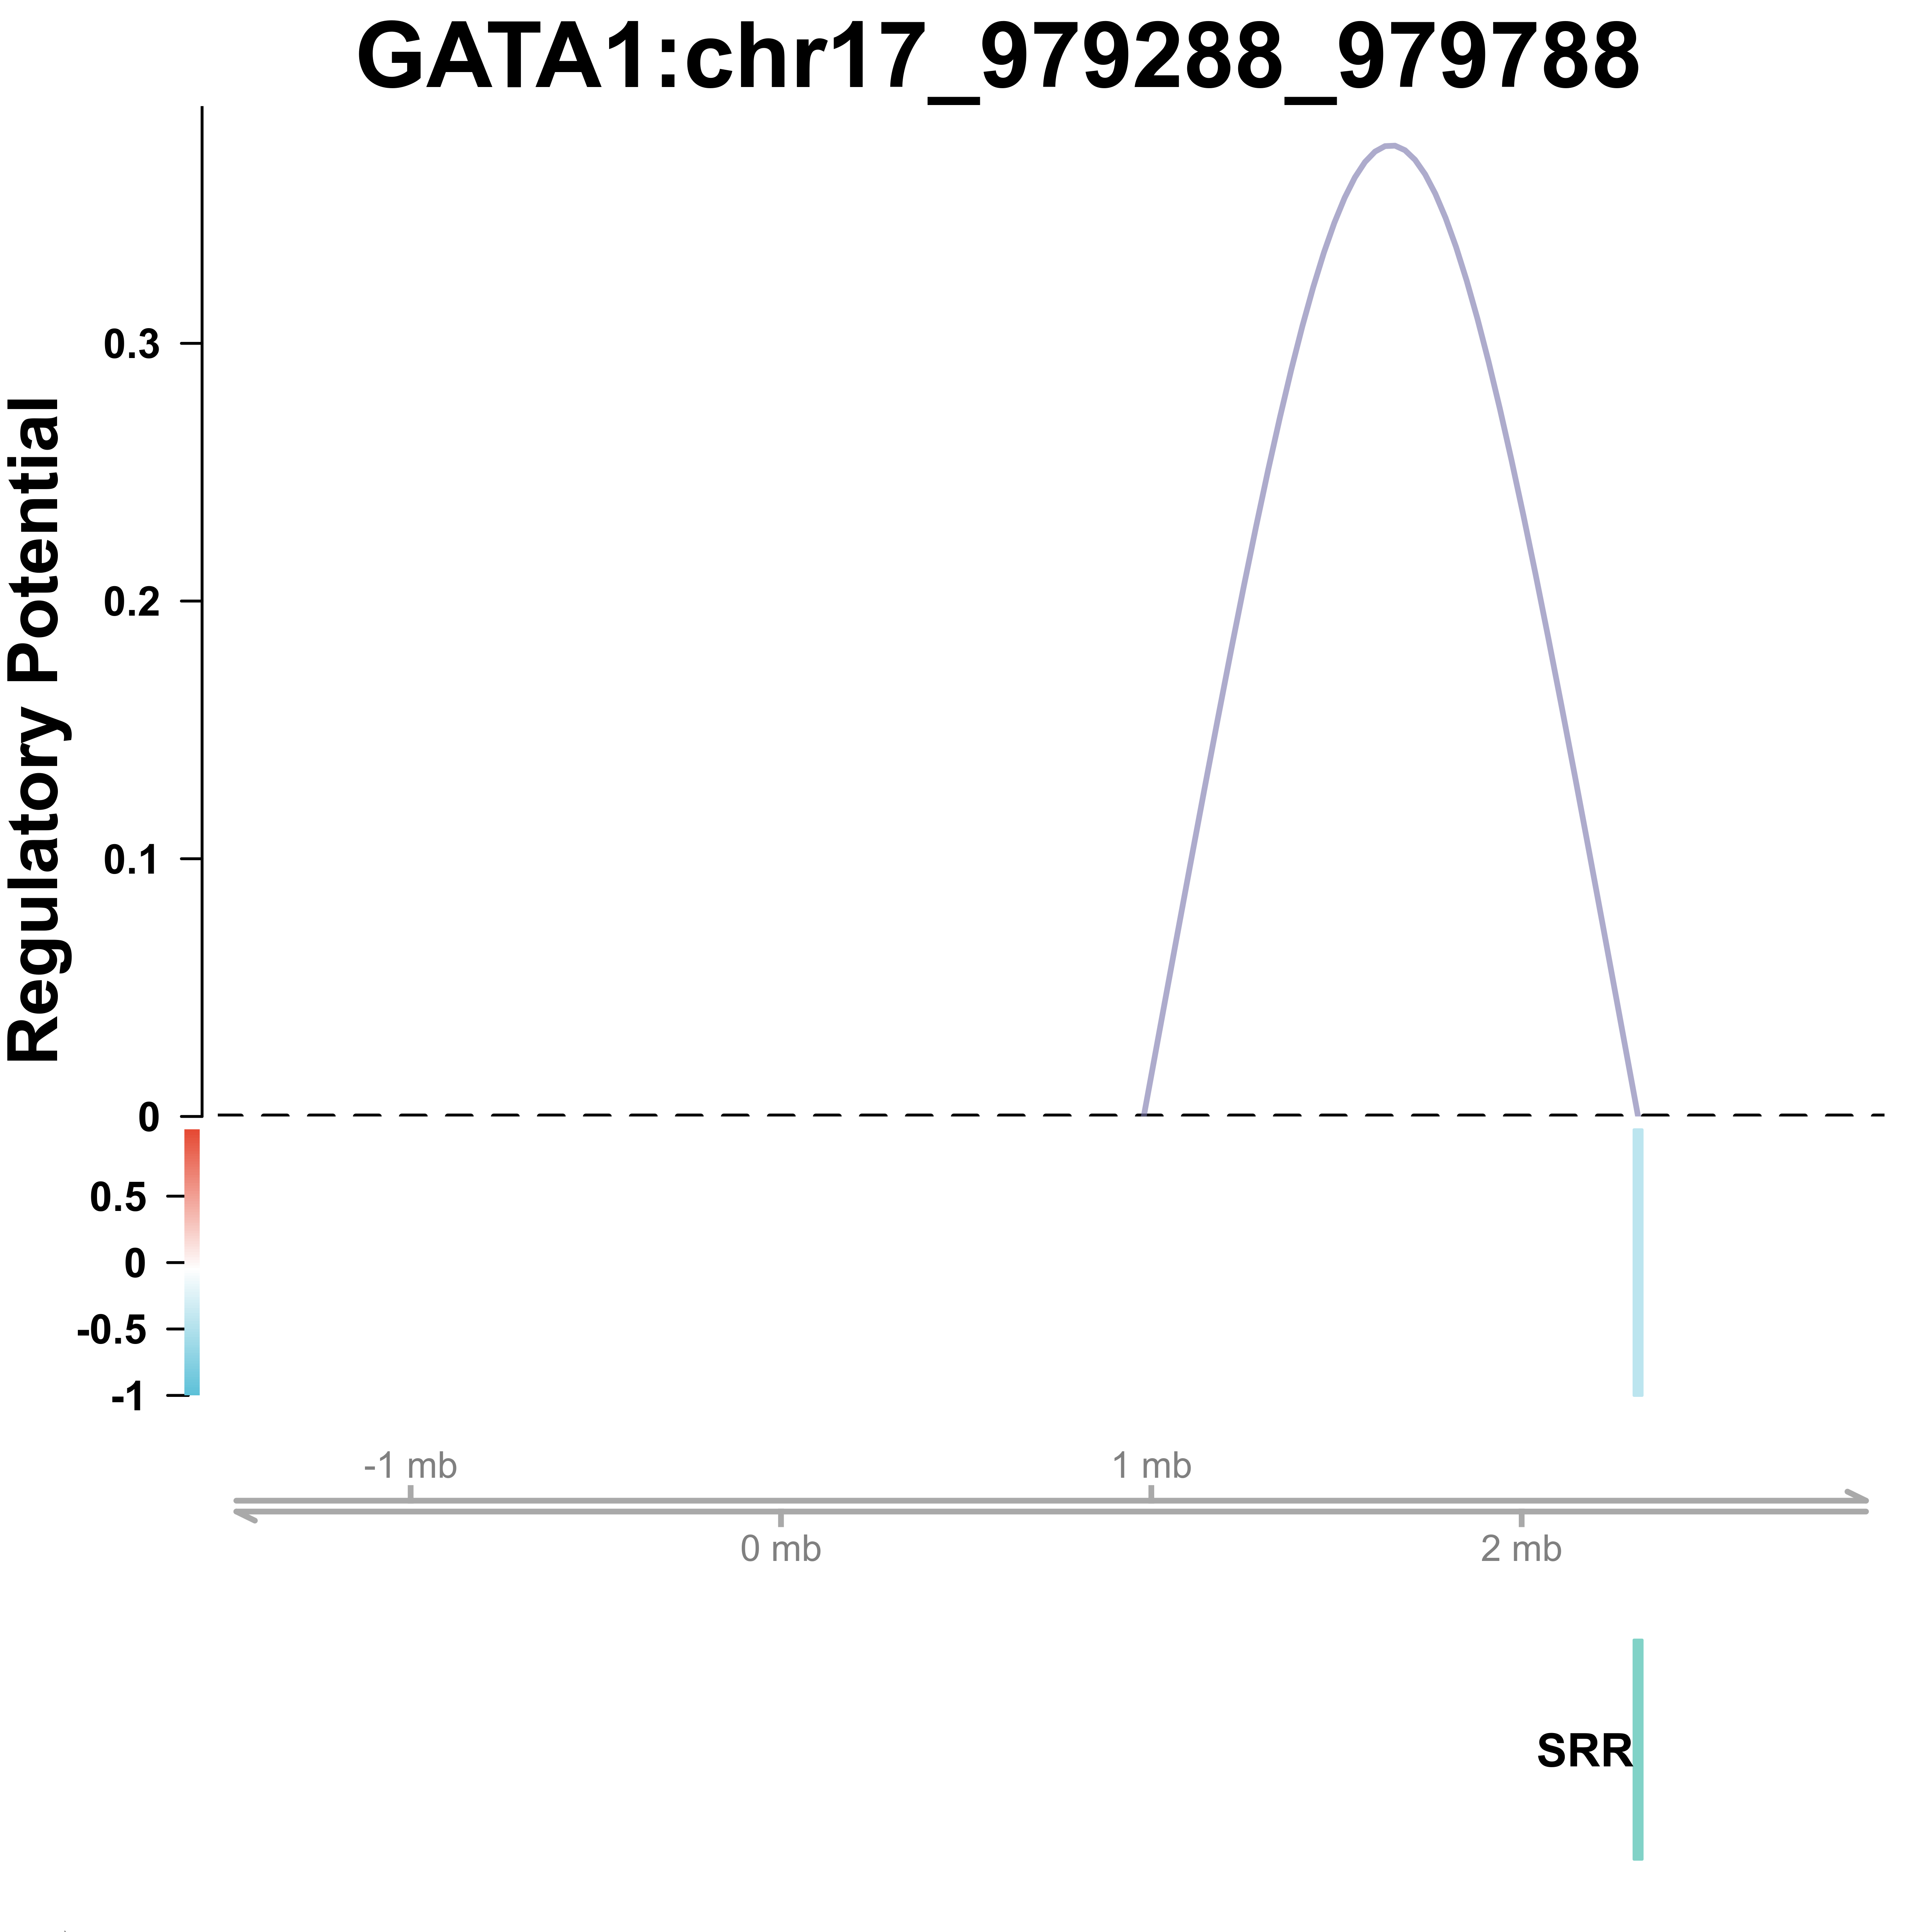 GATA1:chr17_979288_979788
Regulatory Potential
0.3
0.2
0.1
0
0.5
0
-0.5
-1
-1 mb
1 mb
0 mb
2 mb
SRR